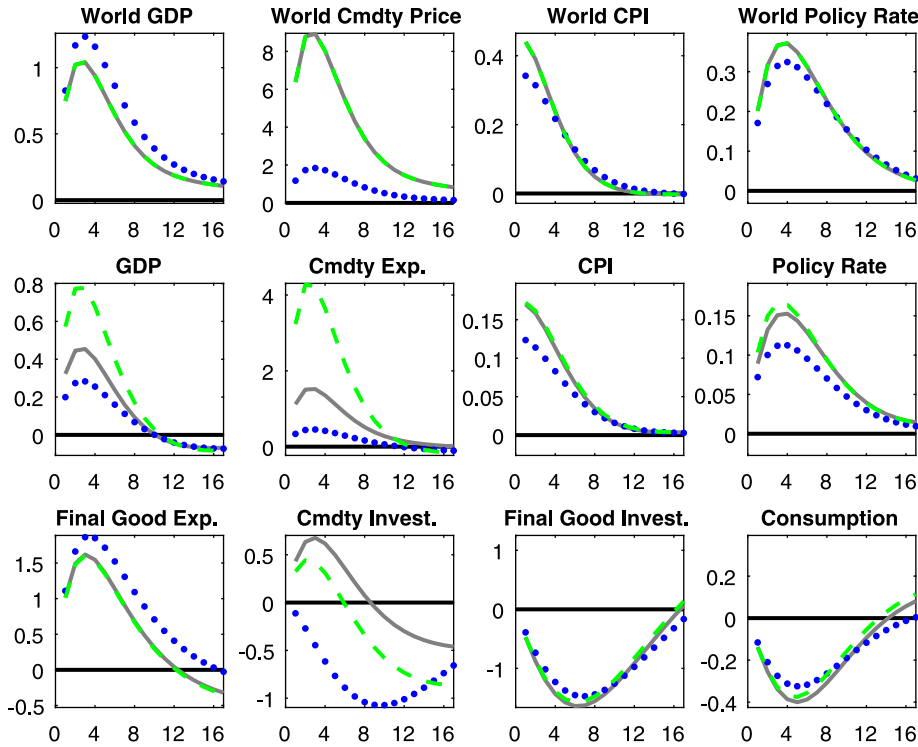 World GDP
World Cmdty Price
World CPI
World Policy Rate
1
0.5
0
0 4 8 12 16
8
6
4
2
0
0 4 8 12 16
0.4
0.2
0
0 4 8 12 16
0.3
0.2
0.1
0
0 4 8 12 16
GDP
Cmdty Exp.
CPI
Policy Rate
0.8
0.6
0.4
0.2
0
0 4 8 12 16
4
2
0
0 4 8 12 16
0.15
0.1
0.05
0
0 4 8 12 16
0.15
0.1
0.05
0
0 4 8 12 16
Final Good Exp.
Cmdty Invest.
Final Good Invest.
Consumption
1.5
1
0.5
0
-0.5
0 4 8 12 16
0.5
0
-0.5
-1
0 4 8 12 16
1
0
-1
0 4 8 12 16
0.2
0
-0.2
-0.4
0 4 8 12 16